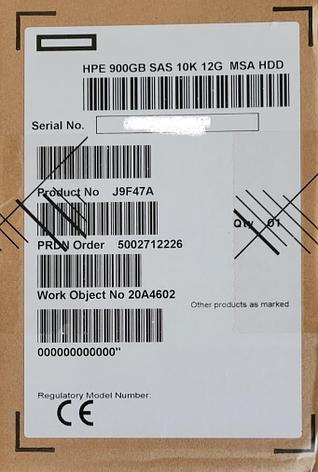 HPE 900GB SAS 10K 12G MSA HDD
Serial No.
Product No J9F47A
Qty 01
PRDN Order 5002712226
Work Object No 20A4602
Other products as marked
000000000000"
Regulatory Model Number:
CE